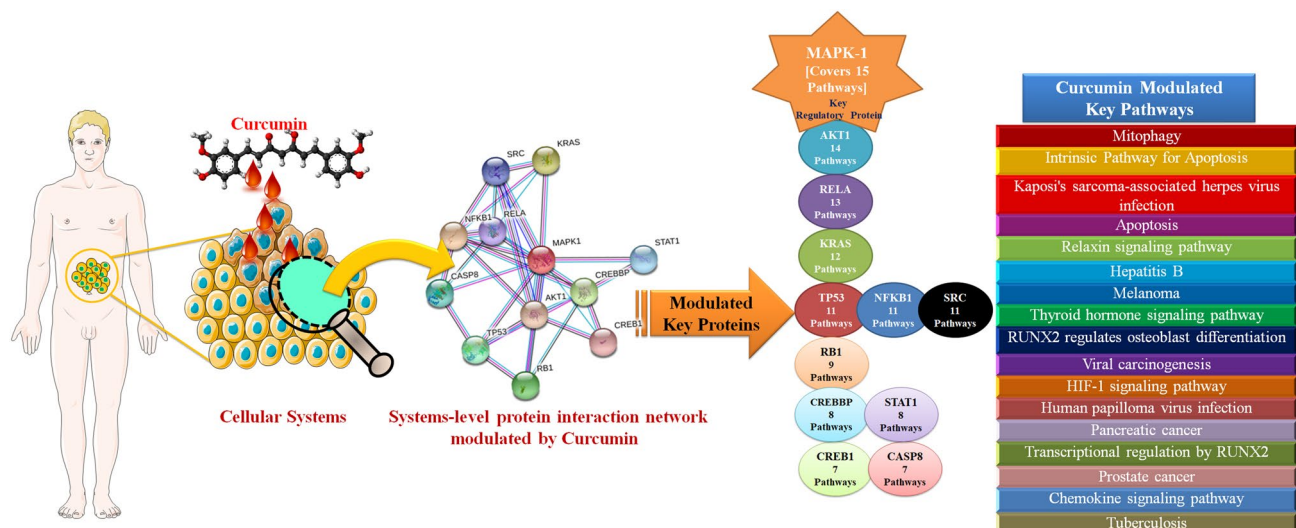 Curcumin
H₃C
O
O
OH
O
CH₃
HO
OH
Cellular Systems
KRAS
SRC
NFKB1
RELA
MAPK1
STAT1
CASP8
CREBBP
AKT1
TP53
CREB1
RB1
Systems-level protein interaction network
modulated by Curcumin
Modulated
Key Proteins
MAPK-1
[Covers 15
Pathways]
Key
Regulatory Protein
AKT1
14
Pathways
RELA
13
Pathways
KRAS
12
Pathways
TP53
11
Pathways
NFKB1
11
Pathways
SRC
11
Pathways
RB1
9
Pathways
CREBBP
8
Pathways
STAT1
8
Pathways
CREB1
7
Pathways
CASP8
7
Pathways
Curcumin Modulated
Key Pathways
Mitophagy
Intrinsic Pathway for Apoptosis
Kaposi's sarcoma-associated herpes virus
infection
Apoptosis
Relaxin signaling pathway
Hepatitis B
Melanoma
Thyroid hormone signaling pathway
RUNX2 regulates osteoblast differentiation
Viral carcinogenesis
HIF-1 signaling pathway
Human papilloma virus infection
Pancreatic cancer
Transcriptional regulation by RUNX2
Prostate cancer
Chemokine signaling pathway
Tuberculosis